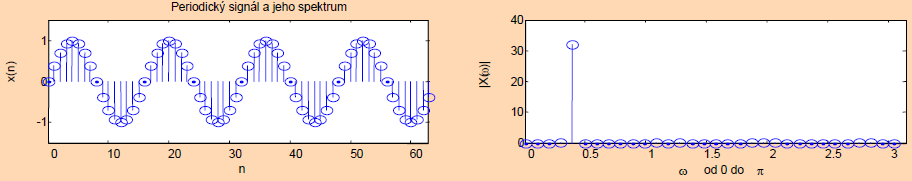 Periodický signál a jeho spektrum
x(n)
1
0
-1
0 10 20 30 40 50 60
n
|X(ω)|
40
30
20
10
0
0 0.5 1 1.5 2 2.5 3
ω od 0 do π